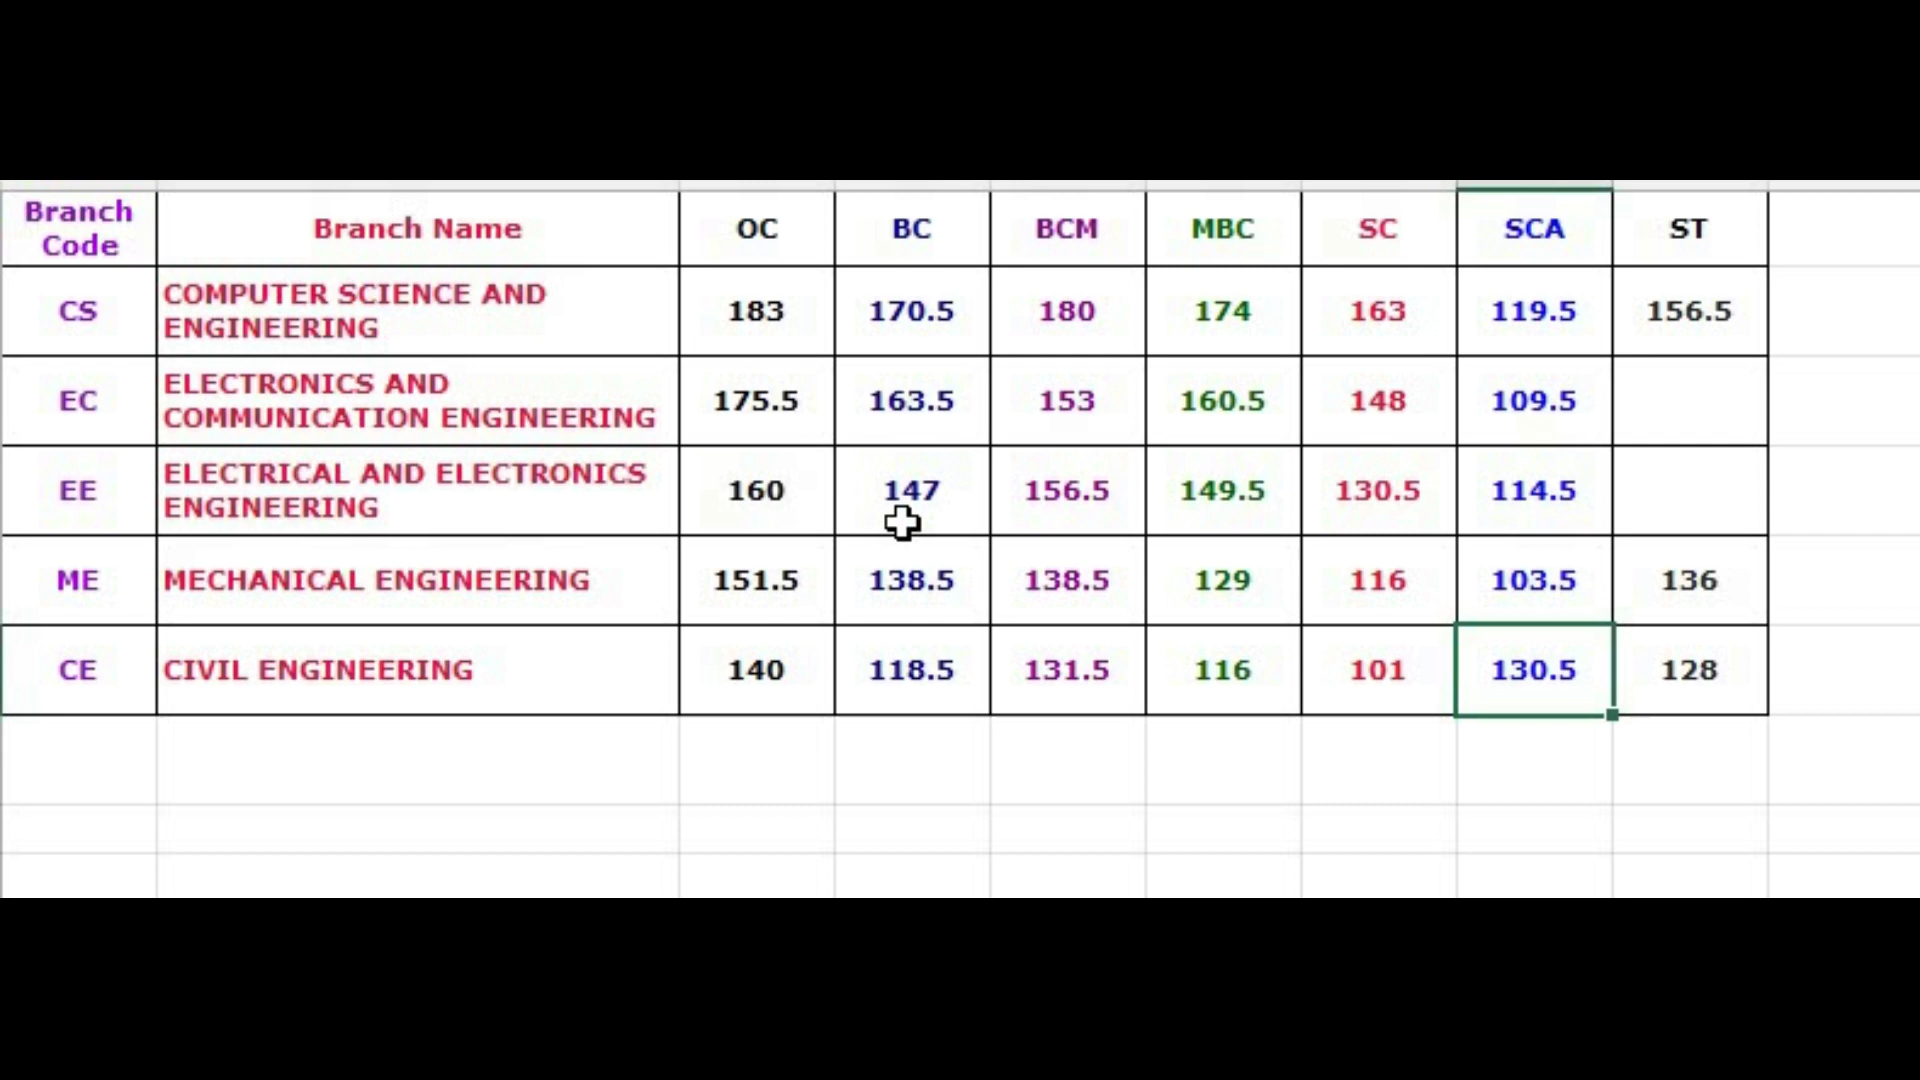 Branch Code Branch Name OC BC BCM MBC SC SCA ST
CS COMPUTER SCIENCE AND ENGINEERING 183 170.5 180 174 163 119.5 156.5
EC ELECTRONICS AND COMMUNICATION ENGINEERING 175.5 163.5 153 160.5 148 109.5
EE ELECTRICAL AND ELECTRONICS ENGINEERING 160 147 156.5 149.5 130.5 114.5
ME MECHANICAL ENGINEERING 151.5 138.5 138.5 129 116 103.5 136
CE CIVIL ENGINEERING 140 118.5 131.5 116 101 130.5 128